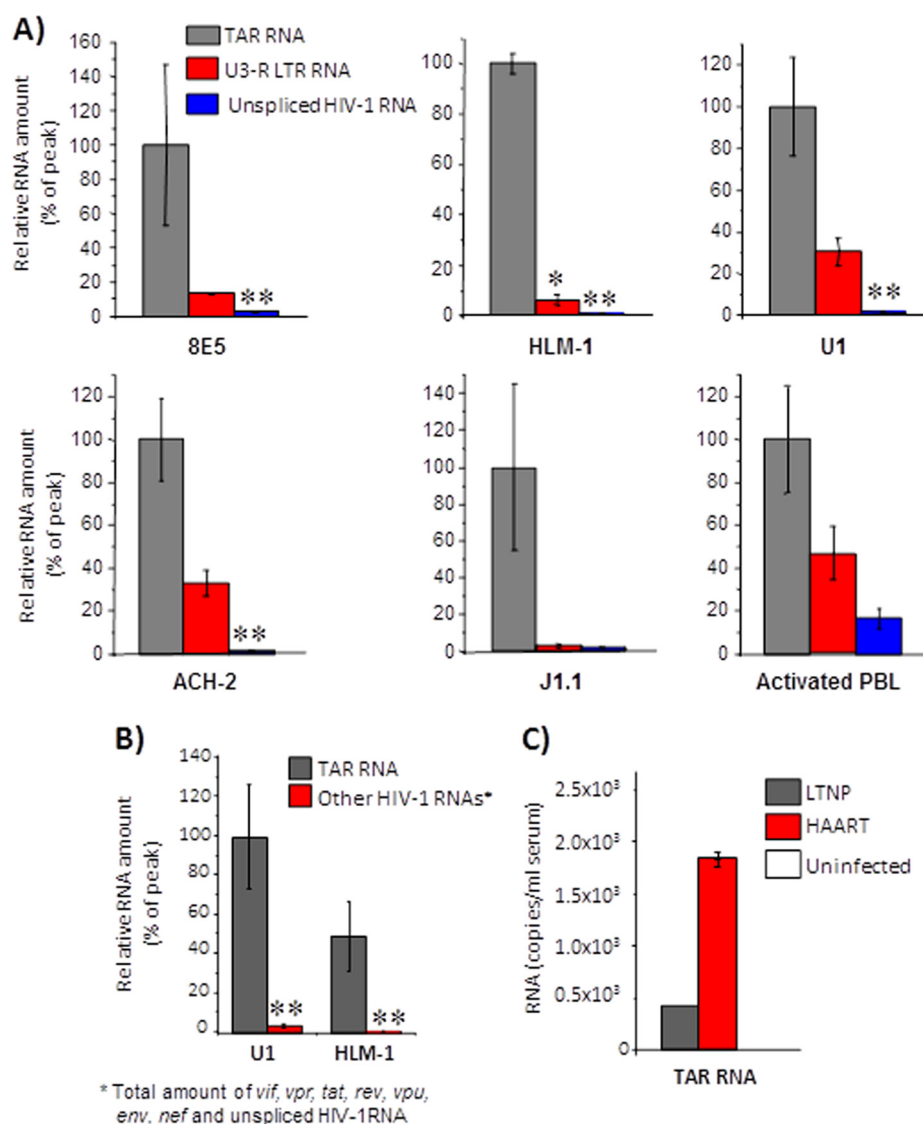 A)
Relative RNA amount
(% of peak)
160
140
120
100
80
60
40
20
0
TAR RNA
U3-R LTR RNA
Unspliced HIV-1 RNA
**
8E5
100
80
60
40
20
0
*
**
HLM-1
120
100
80
60
40
20
0
**
U1
Relative RNA amount
(% of peak)
120
100
80
60
40
20
0
**
ACH-2
140
120
100
80
60
40
20
0
J1.1
120
100
80
60
40
20
0
Activated PBL
B)
Relative RNA amount
(% of peak)
140
120
100
80
60
40
20
0
TAR RNA
Other HIV-1 RNAs*
**
**
U1
HLM-1
* Total amount of vif, vpr, tat, rev, vpu,
env, nef and unspliced HIV-1RNA
C)
RNA (copies/ml serum)
2.5x10³
2.0x10³
1.5x10³
1.0x10³
0.5x10³
0
LTNP
HAART
Uninfected
TAR RNA